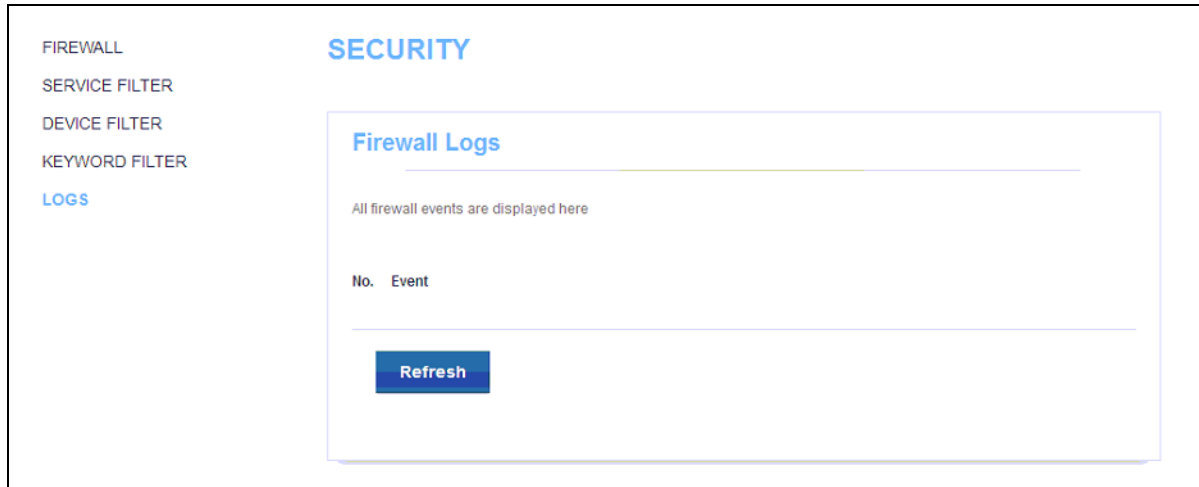 FIREWALL
SERVICE FILTER
DEVICE FILTER
KEYWORD FILTER
LOGS
SECURITY
Firewall Logs
All firewall events are displayed here
No. Event
Refresh